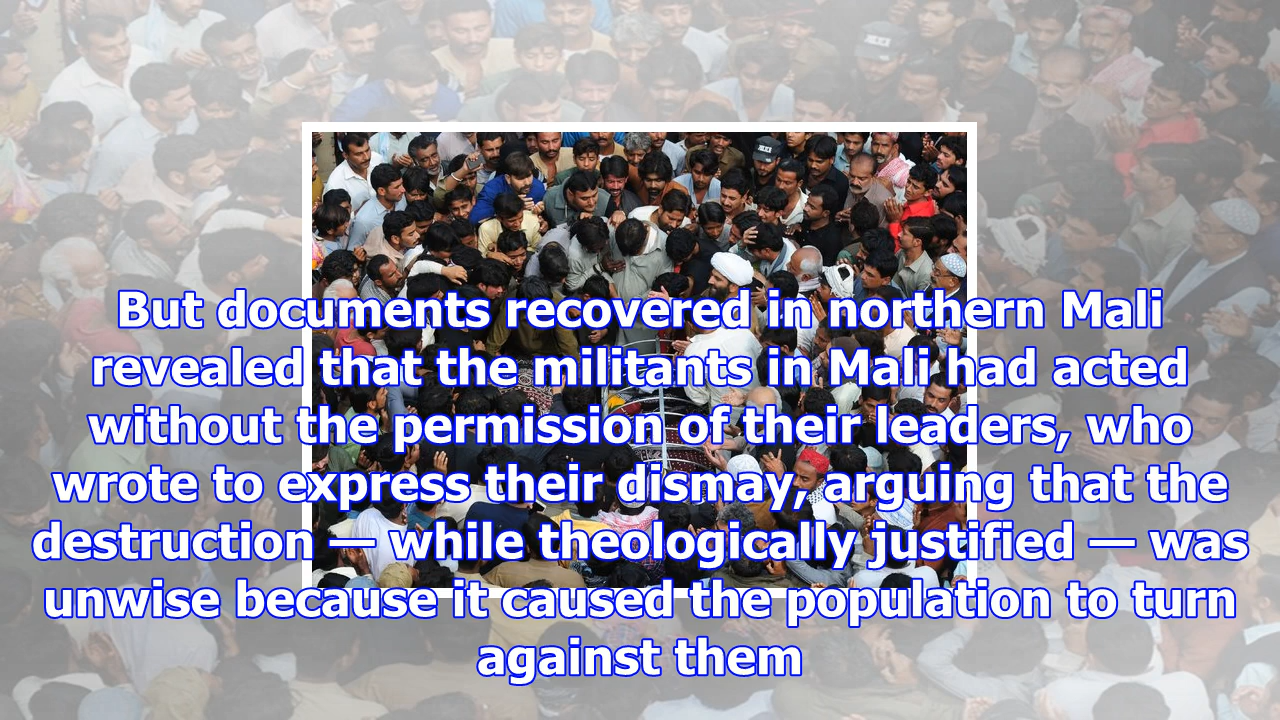 But documents recovered in northern Mali
revealed that the militants in Mali had acted
without the permission of their leaders, who
wrote to express their dismay, arguing that the
destruction — while theologically justified — was
unwise because it caused the population to turn
against them
POLICE